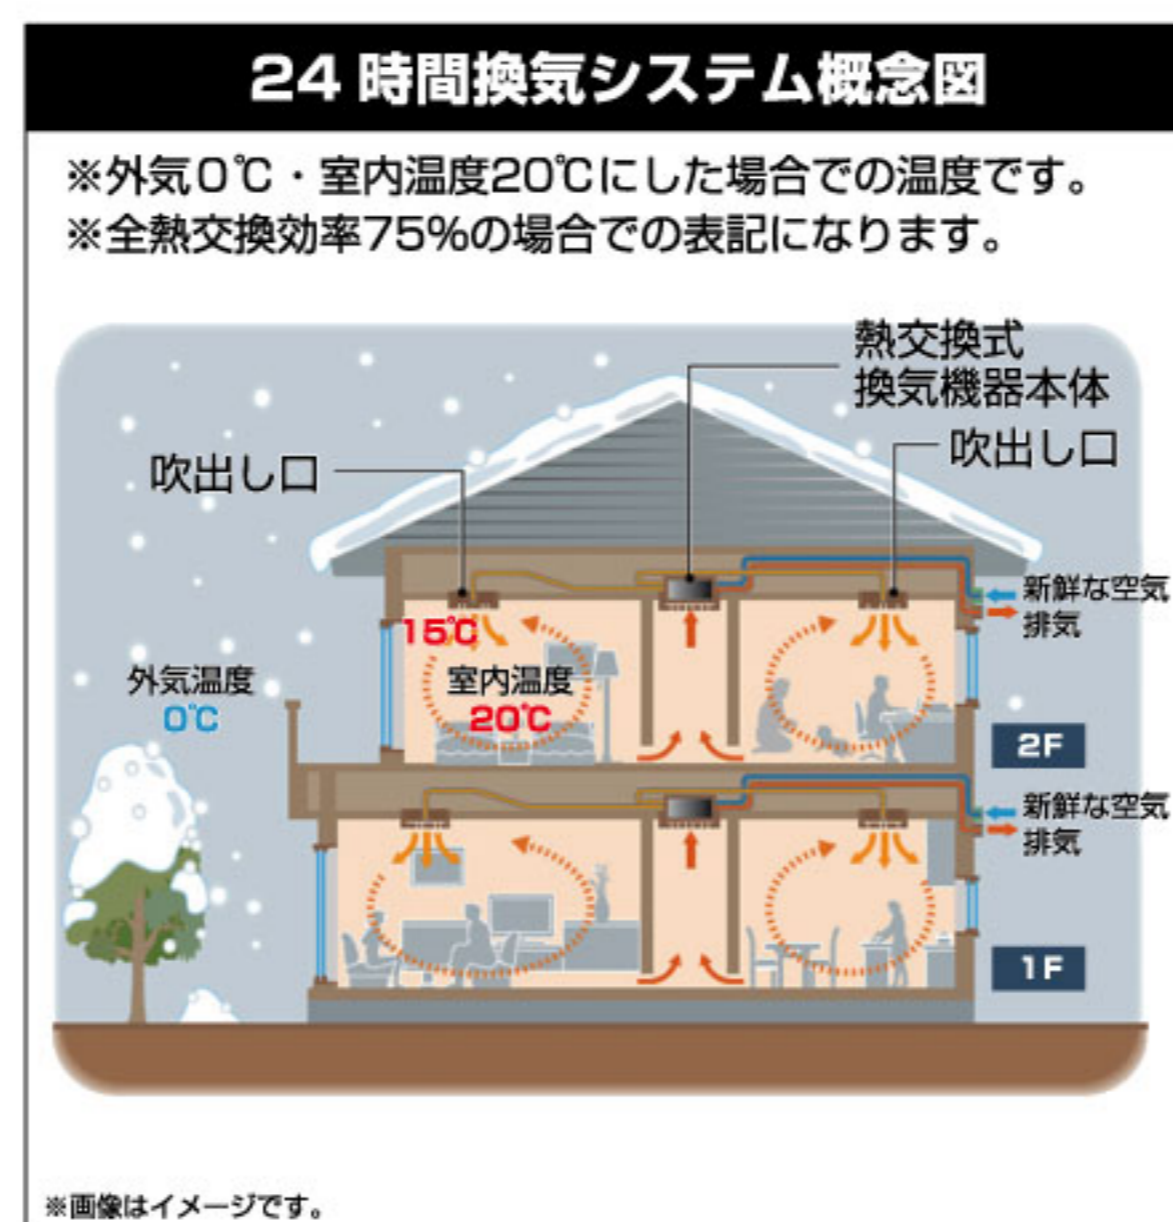 24時間換気システム概念図
※外気0℃・室内温度20℃にした場合での温度です。
※全熱交換効率75%の場合での表記になります。
熱交換式
換気機器本体
吹出し口
吹出し口
新鮮な空気
排気
15℃
外気温度
0℃
室内温度
20℃
2F
新鮮な空気
排気
1F
※画像はイメージです。